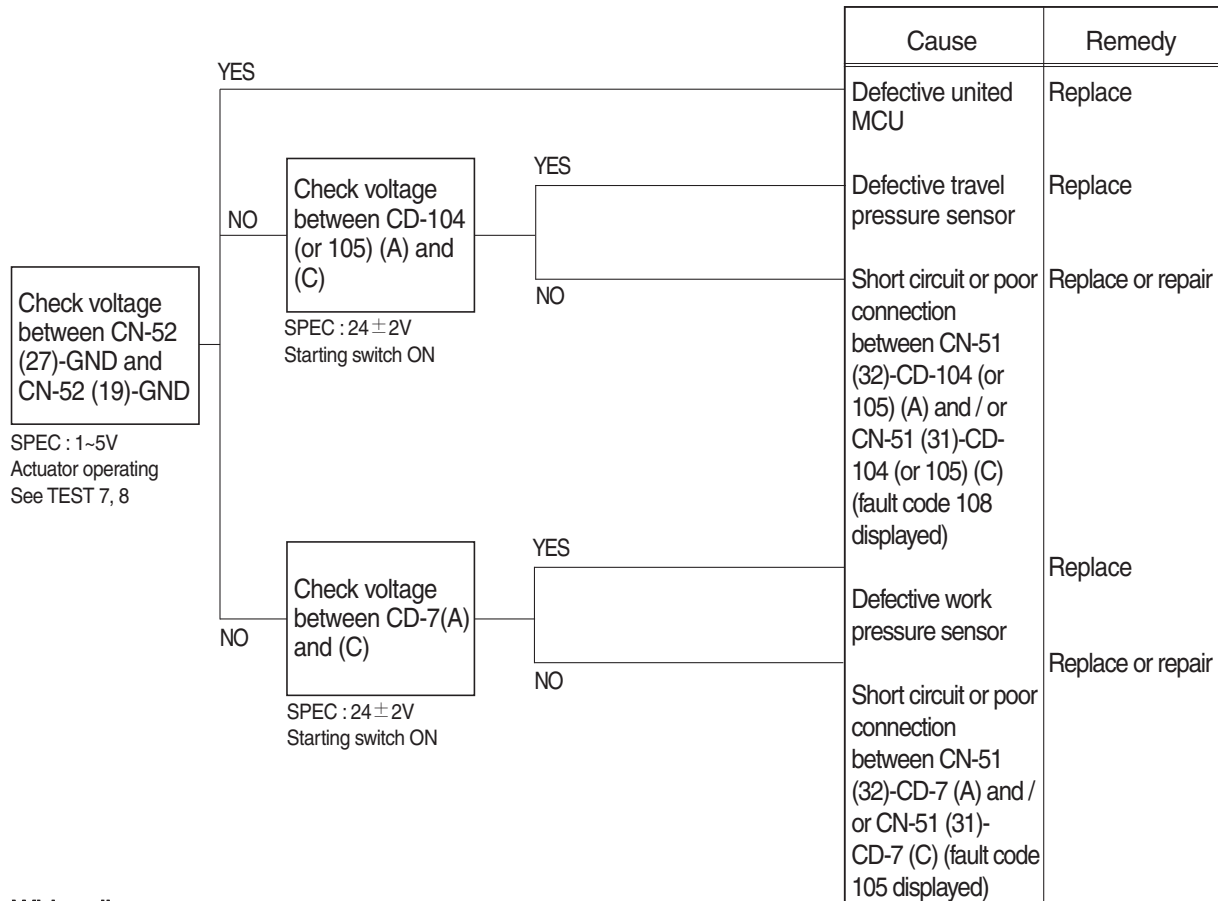 Cause
Remedy
YES
Defective united
MCU
Replace
Check voltage
between CD-104
(or 105) (A) and
(C)
YES
NO
Defective travel
pressure sensor
Replace
Check voltage
between CN-52
(27)-GND and
CN-52 (19)-GND
SPEC : 1~5V
Actuator operating
See TEST 7, 8
SPEC : 24±2V
Starting switch ON
NO
Short circuit or poor
connection
between CN-51
(32)-CD-104 (or
105) (A) and / or
CN-51 (31)-CD-
104 (or 105) (C)
(fault code 108
displayed)
Replace or repair
Check voltage
between CD-7(A)
and (C)
YES
NO
SPEC : 24±2V
Starting switch ON
Defective work
pressure sensor
Replace
NO
Short circuit or poor
connection
between CN-51
(32)-CD-7 (A) and /
or CN-51 (31)-
CD-7 (C) (fault code
105 displayed)
Replace or repair